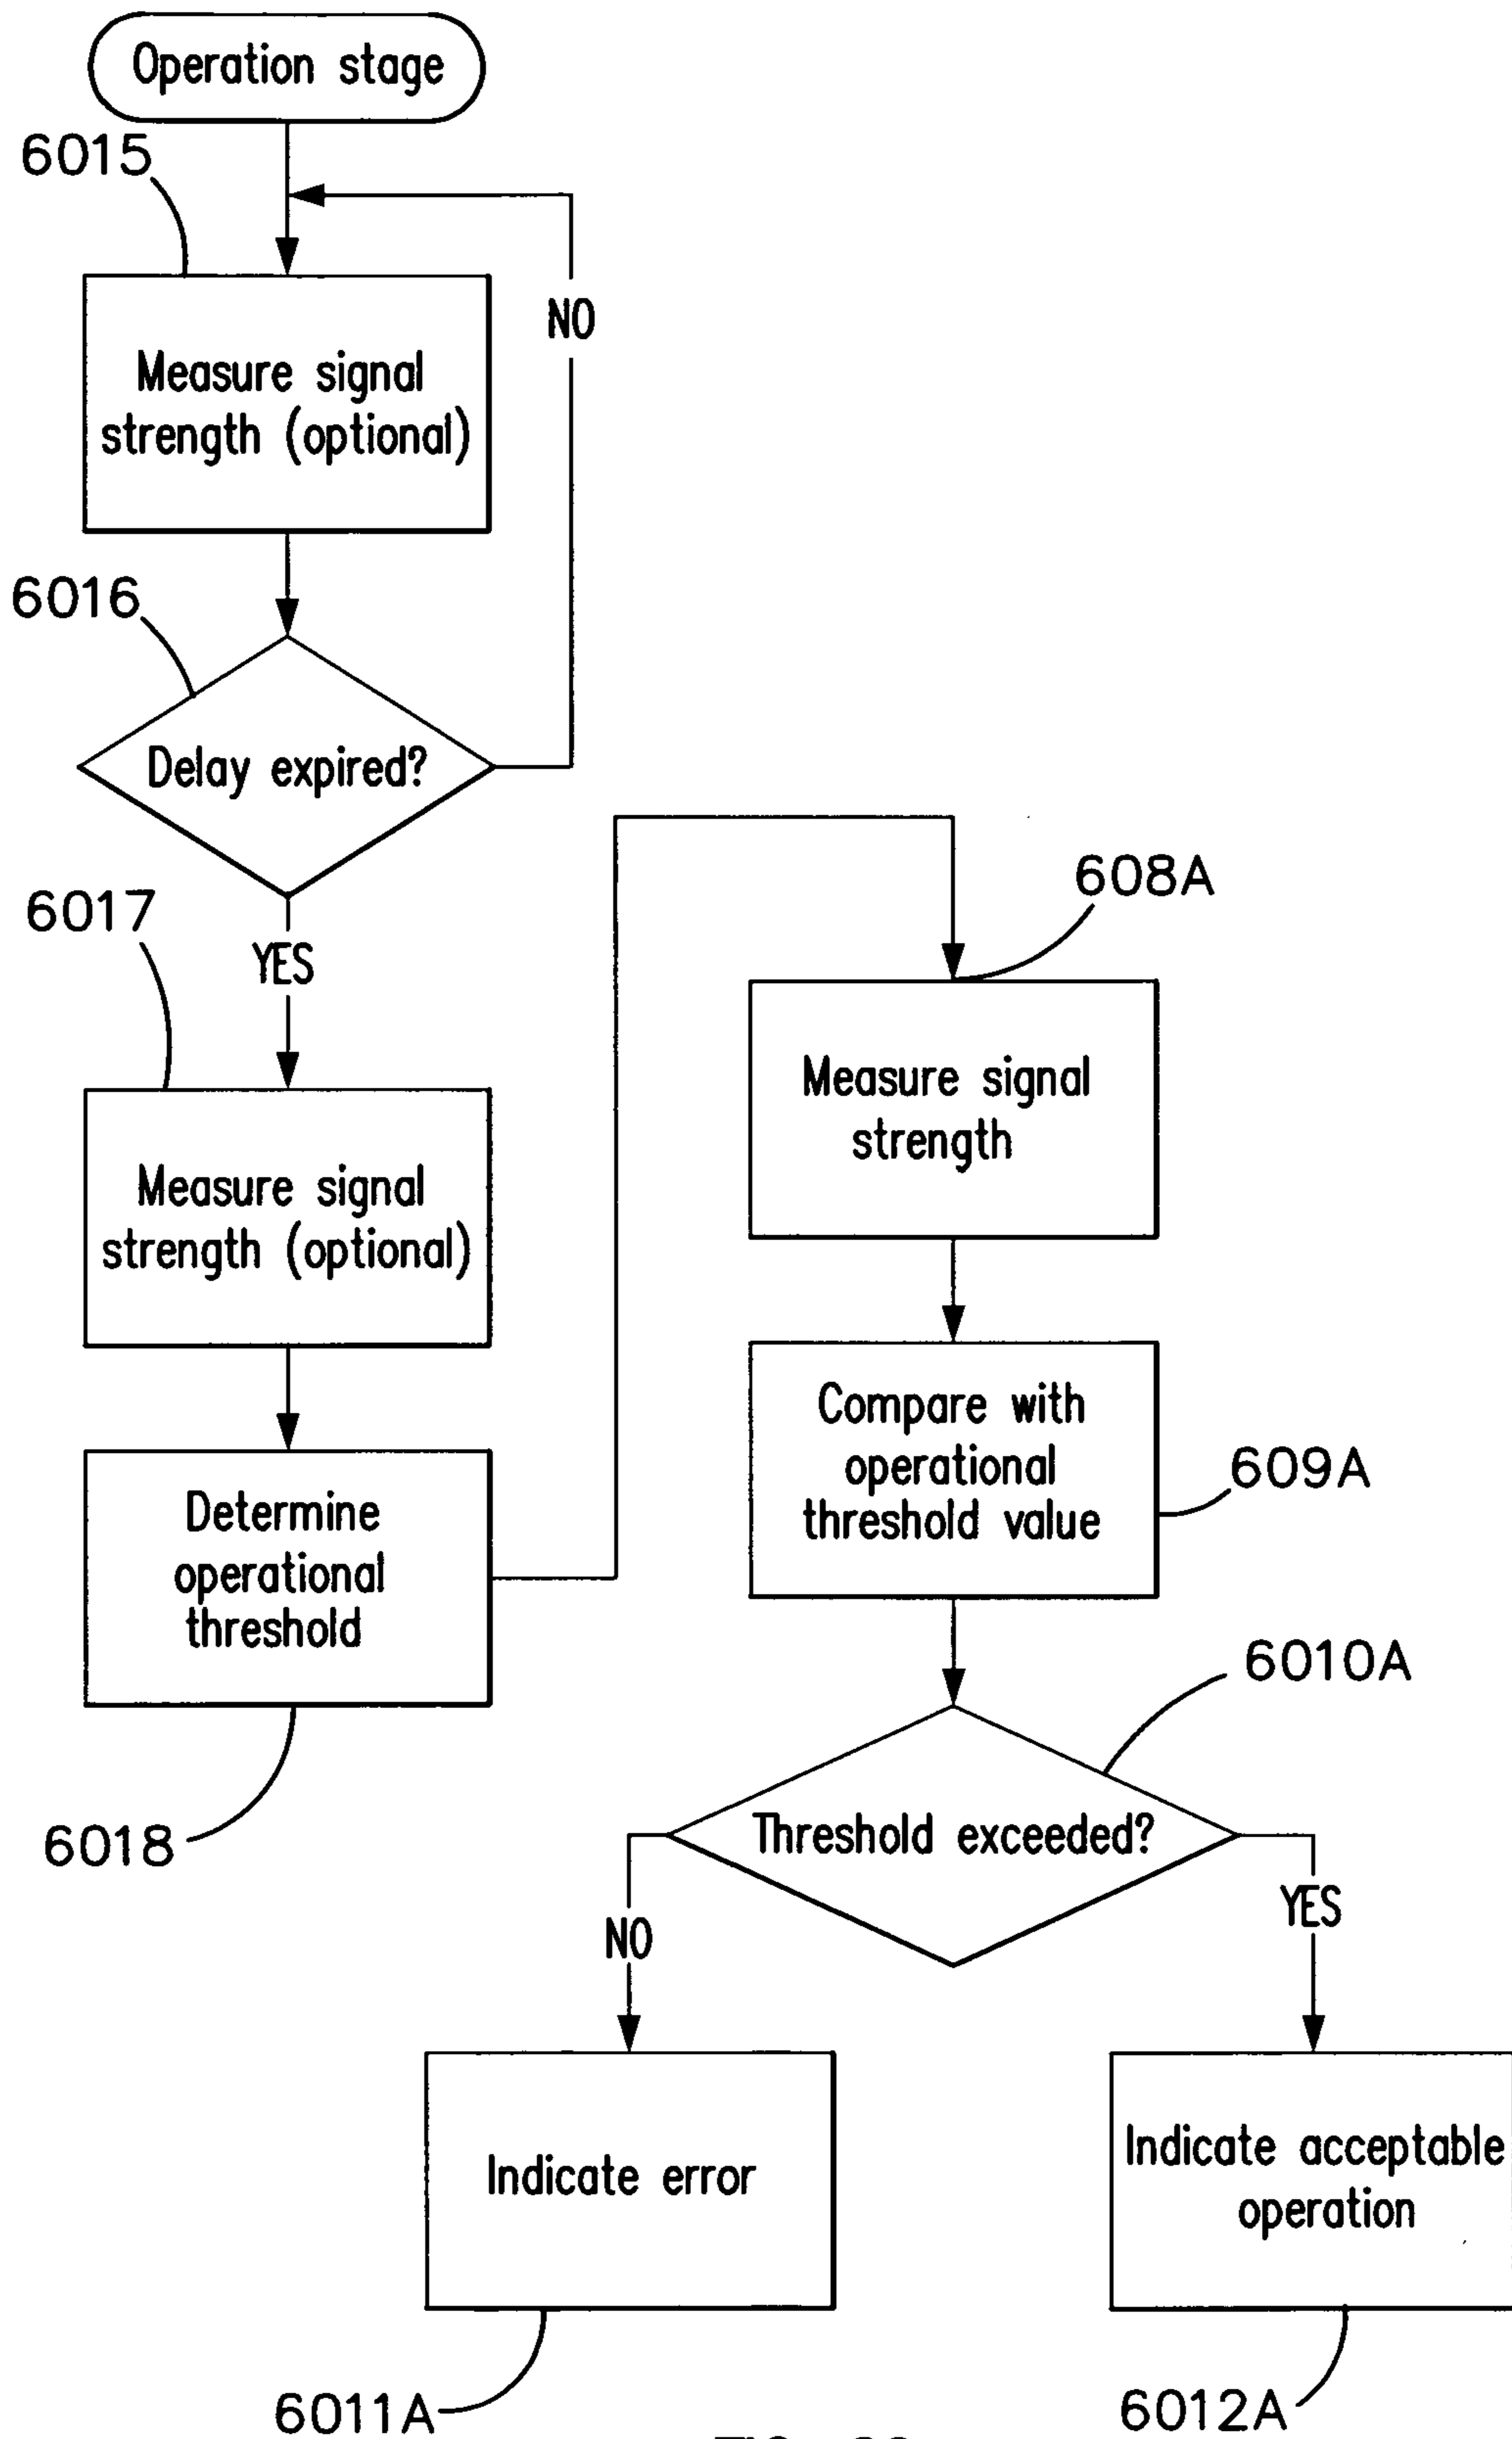 Operation stage
6015
NO
Measure signal
strength (optional)
6016
Delay expired?
6017
YES
Measure signal
strength (optional)
Determine
operational
threshold
6018
608A
Measure signal
strength
Compare with
operational
threshold value
609A
6010A
Threshold exceeded?
NO
YES
Indicate error
Indicate acceptable
operation
6011A
6012A